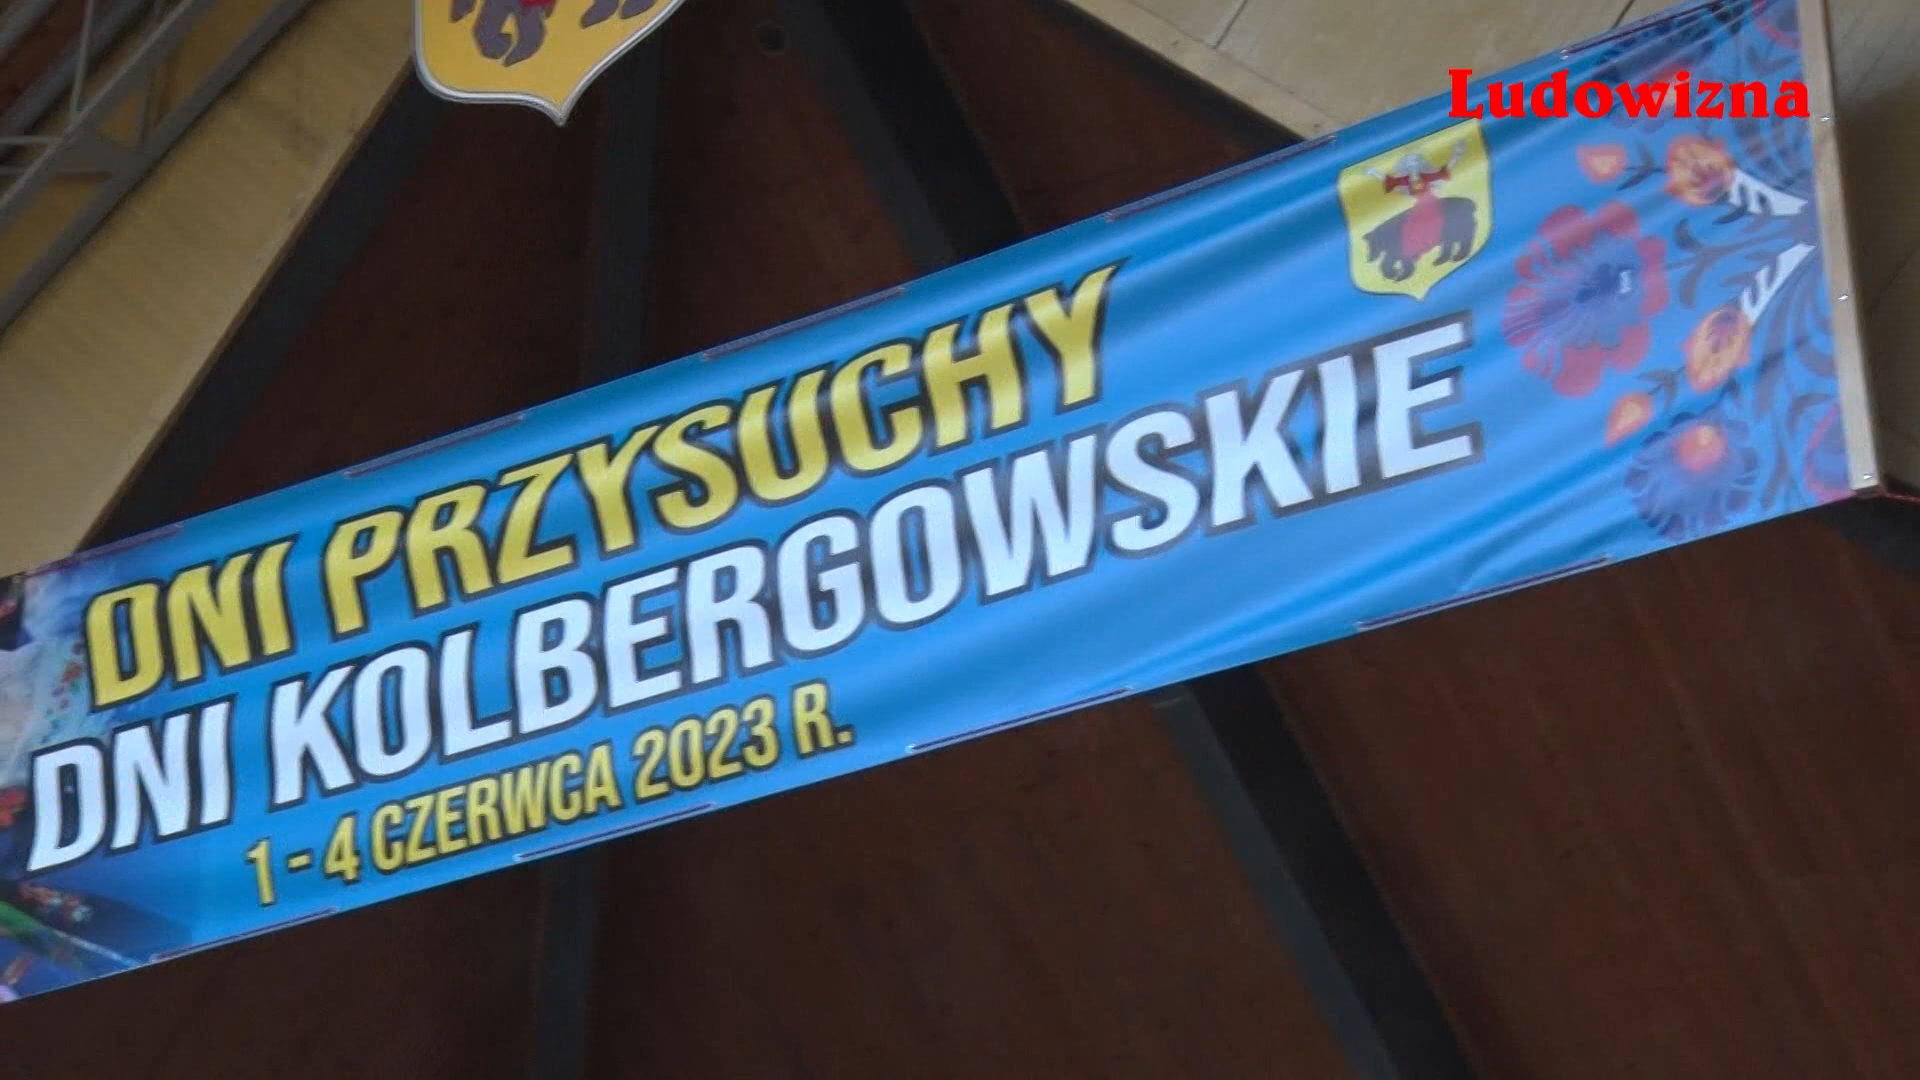 Ludowizna
DNI PRZYSUCHY
DNI KOLBERGOWSKIE
1 - 4 CZERWCA 2023 R.